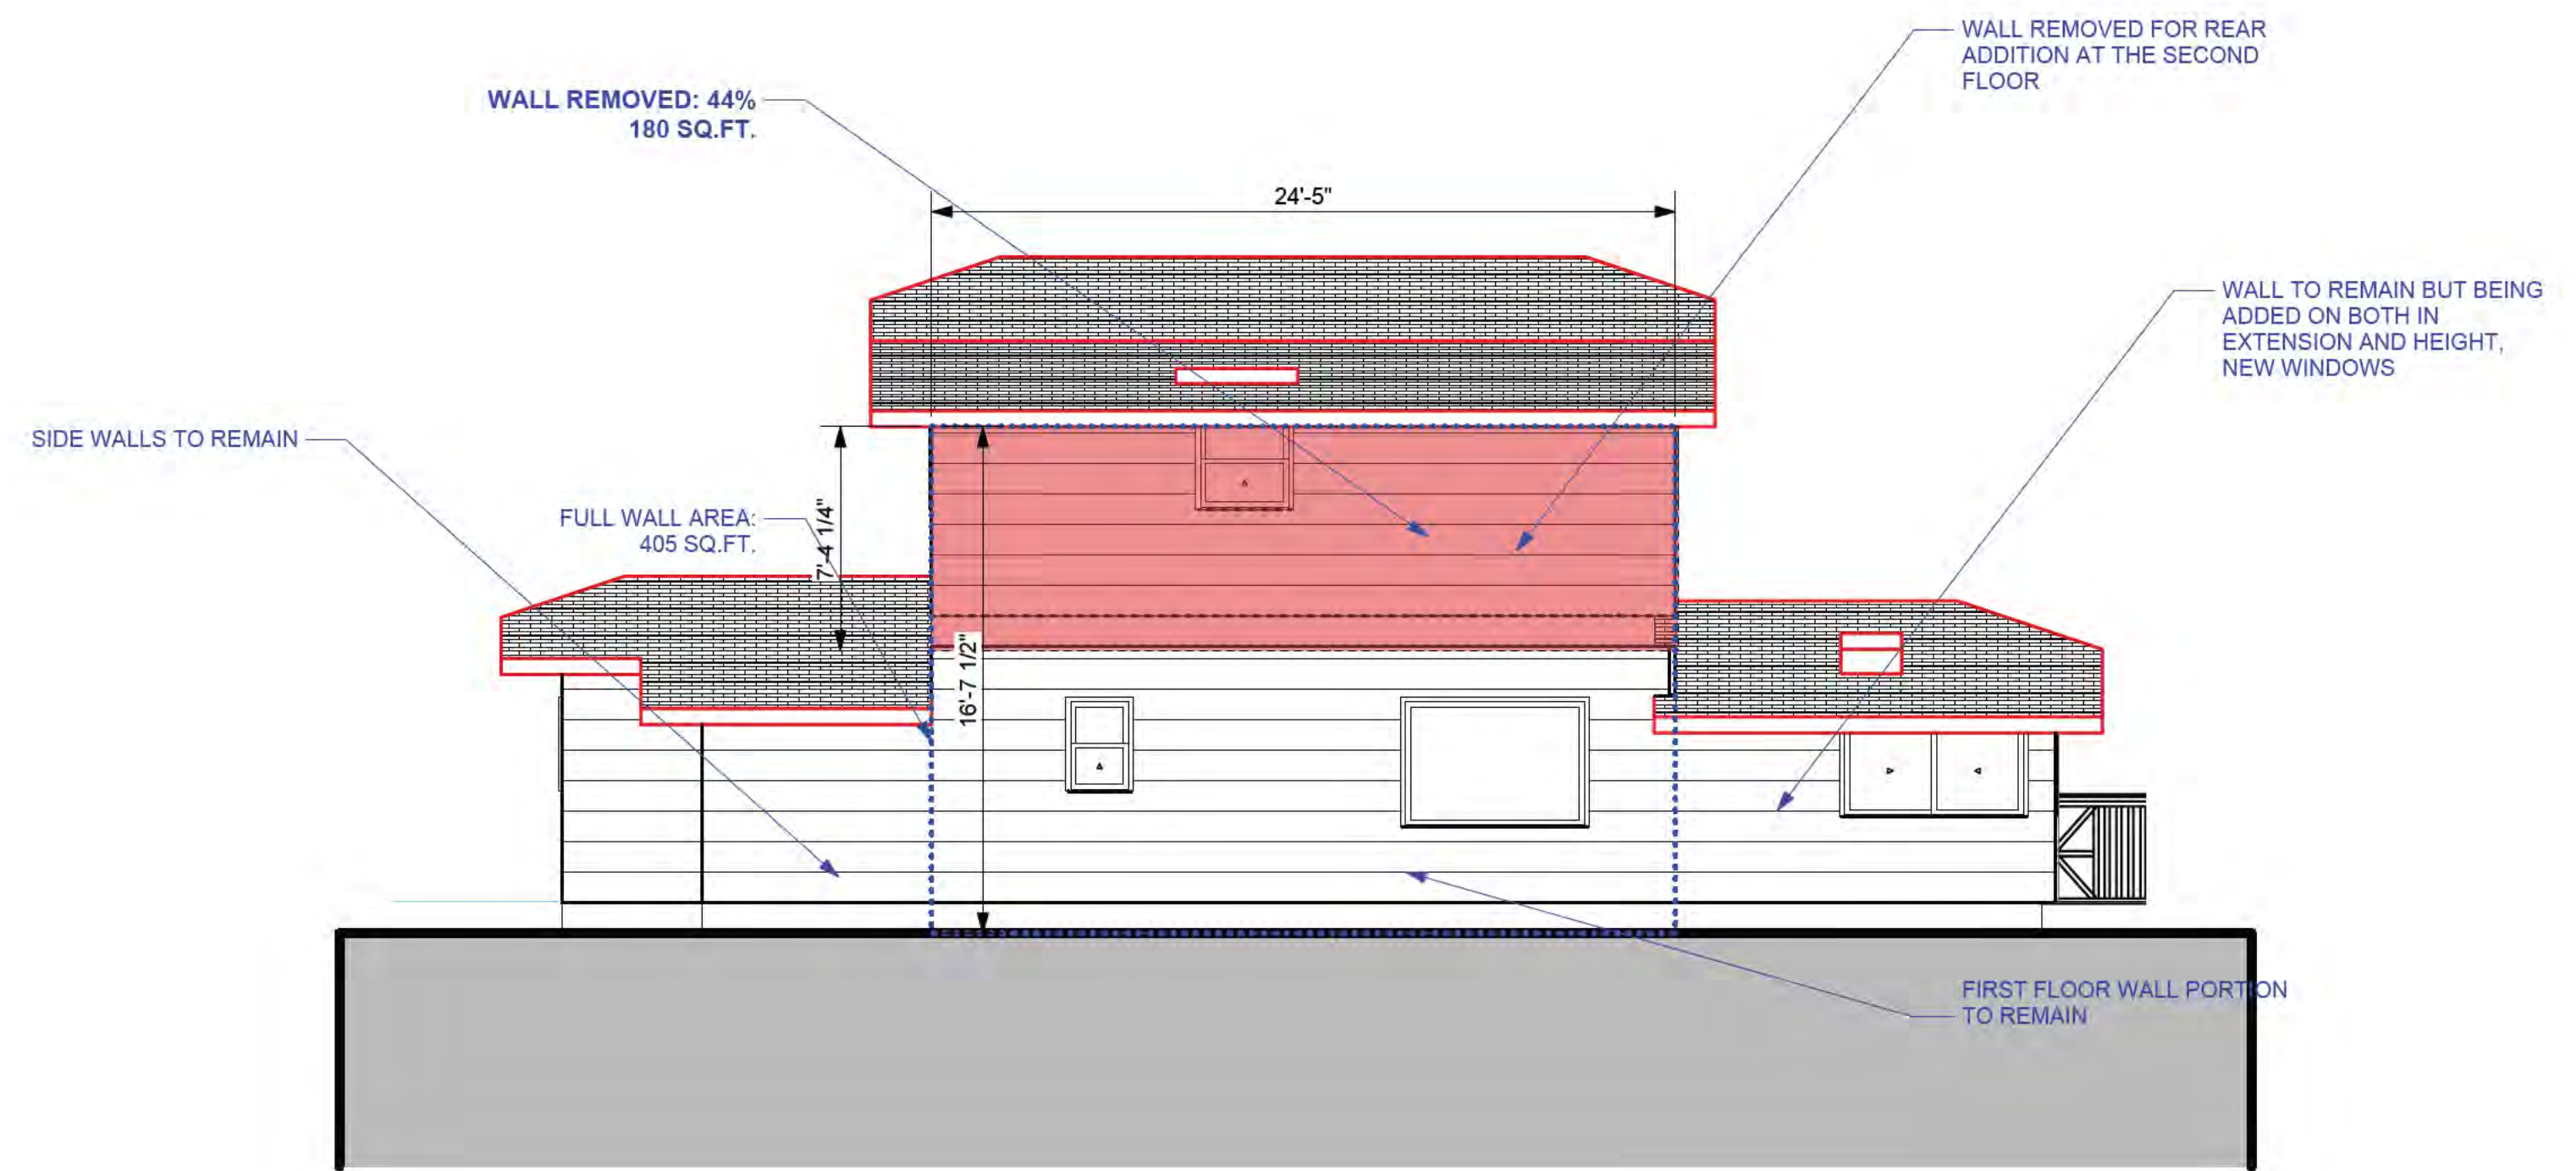 WALL REMOVED FOR REAR
ADDITION AT THE SECOND
FLOOR
WALL REMOVED: 44%
180 SQ.FT.
24'-5"
WALL TO REMAIN BUT BEING
ADDED ON BOTH IN
EXTENSION AND HEIGHT,
NEW WINDOWS
SIDE WALLS TO REMAIN
FULL WALL AREA:
405 SQ.FT.
7'-4 1/4"
16'-7 1/2"
FIRST FLOOR WALL PORTION
TO REMAIN